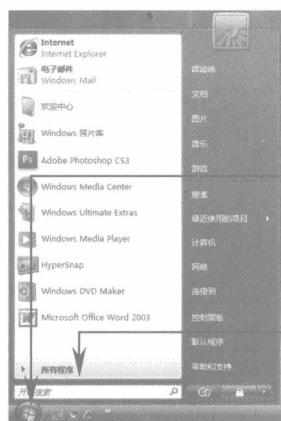 Internet
Internet Explorer
电子邮件
Windows Mail
欢迎中心
Windows 照片库
Adobe Photoshop CS3
Windows Media Center
Windows Ultimate Extras
Windows Media Player
HyperSnap
Windows DVD Maker
Microsoft Office Word 2003
所有程序
开始搜索
文档
图片
音乐
游戏
搜索
最近使用的项目
计算机
网络
连接到
控制面板
默认程序
帮助和支持